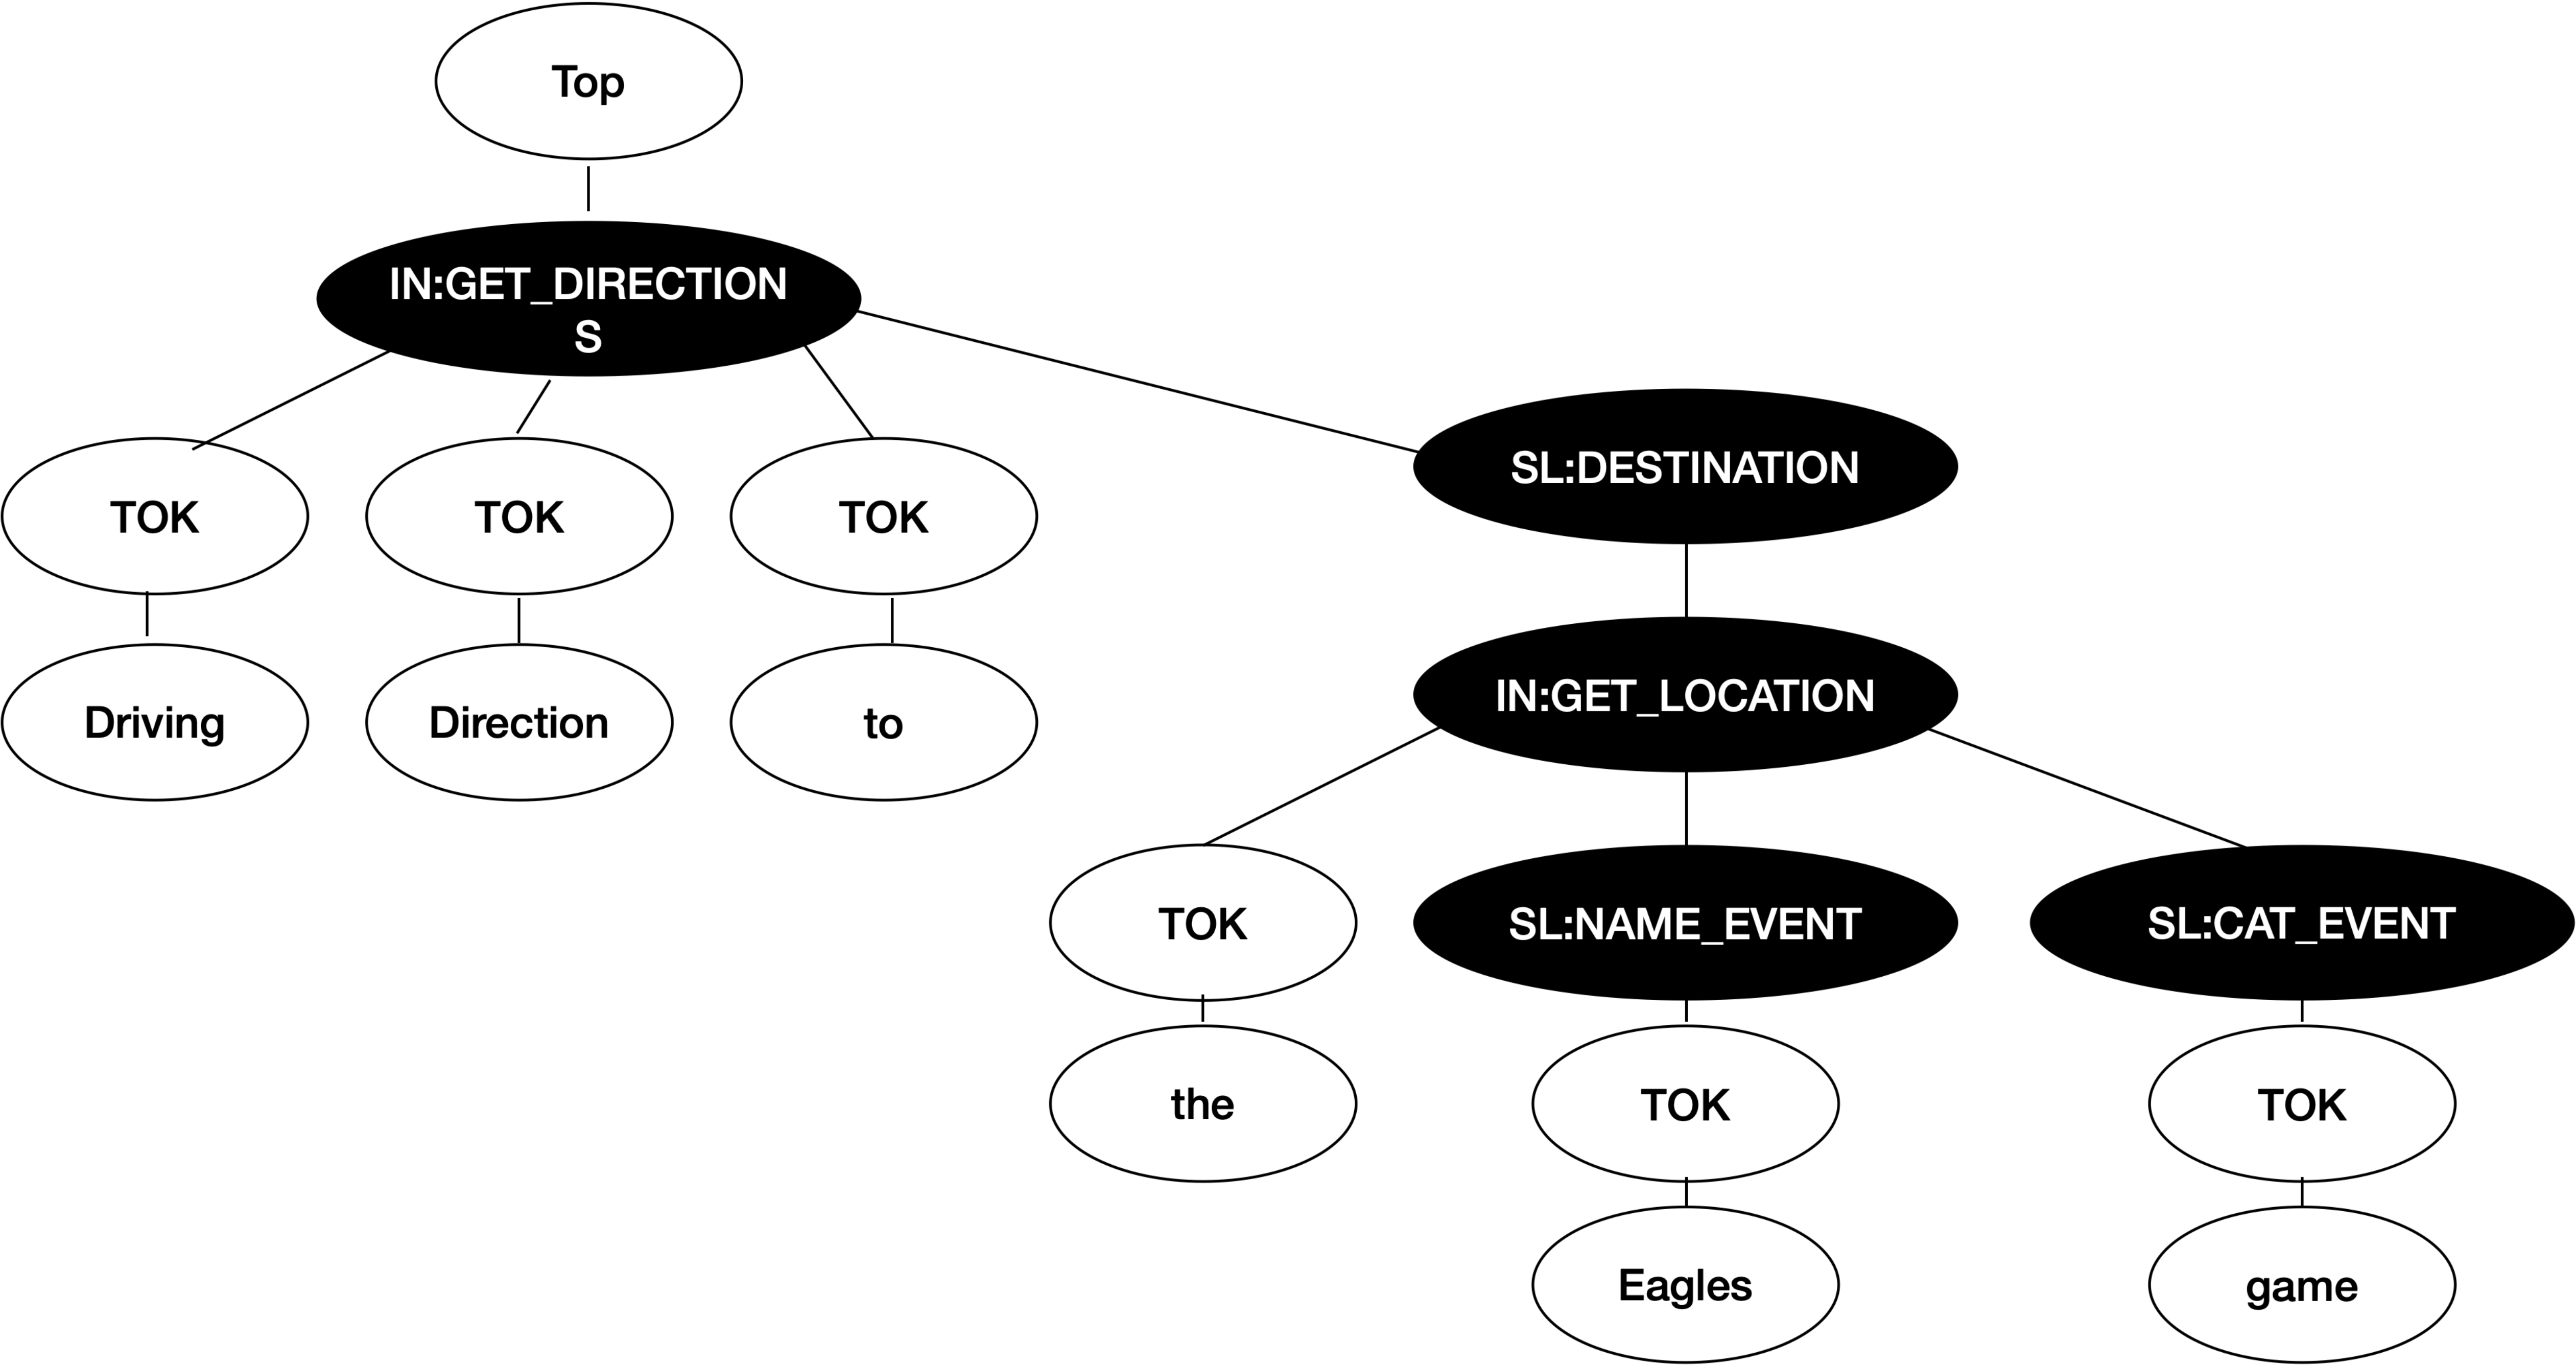 Top
IN:GET_DIRECTION
S
SL:DESTINATION
TOK
TOK
TOK
Driving
Direction
to
IN:GET_LOCATION
TOK
SL:NAME_EVENT
SL:CAT_EVENT
the
TOK
TOK
Eagles
game